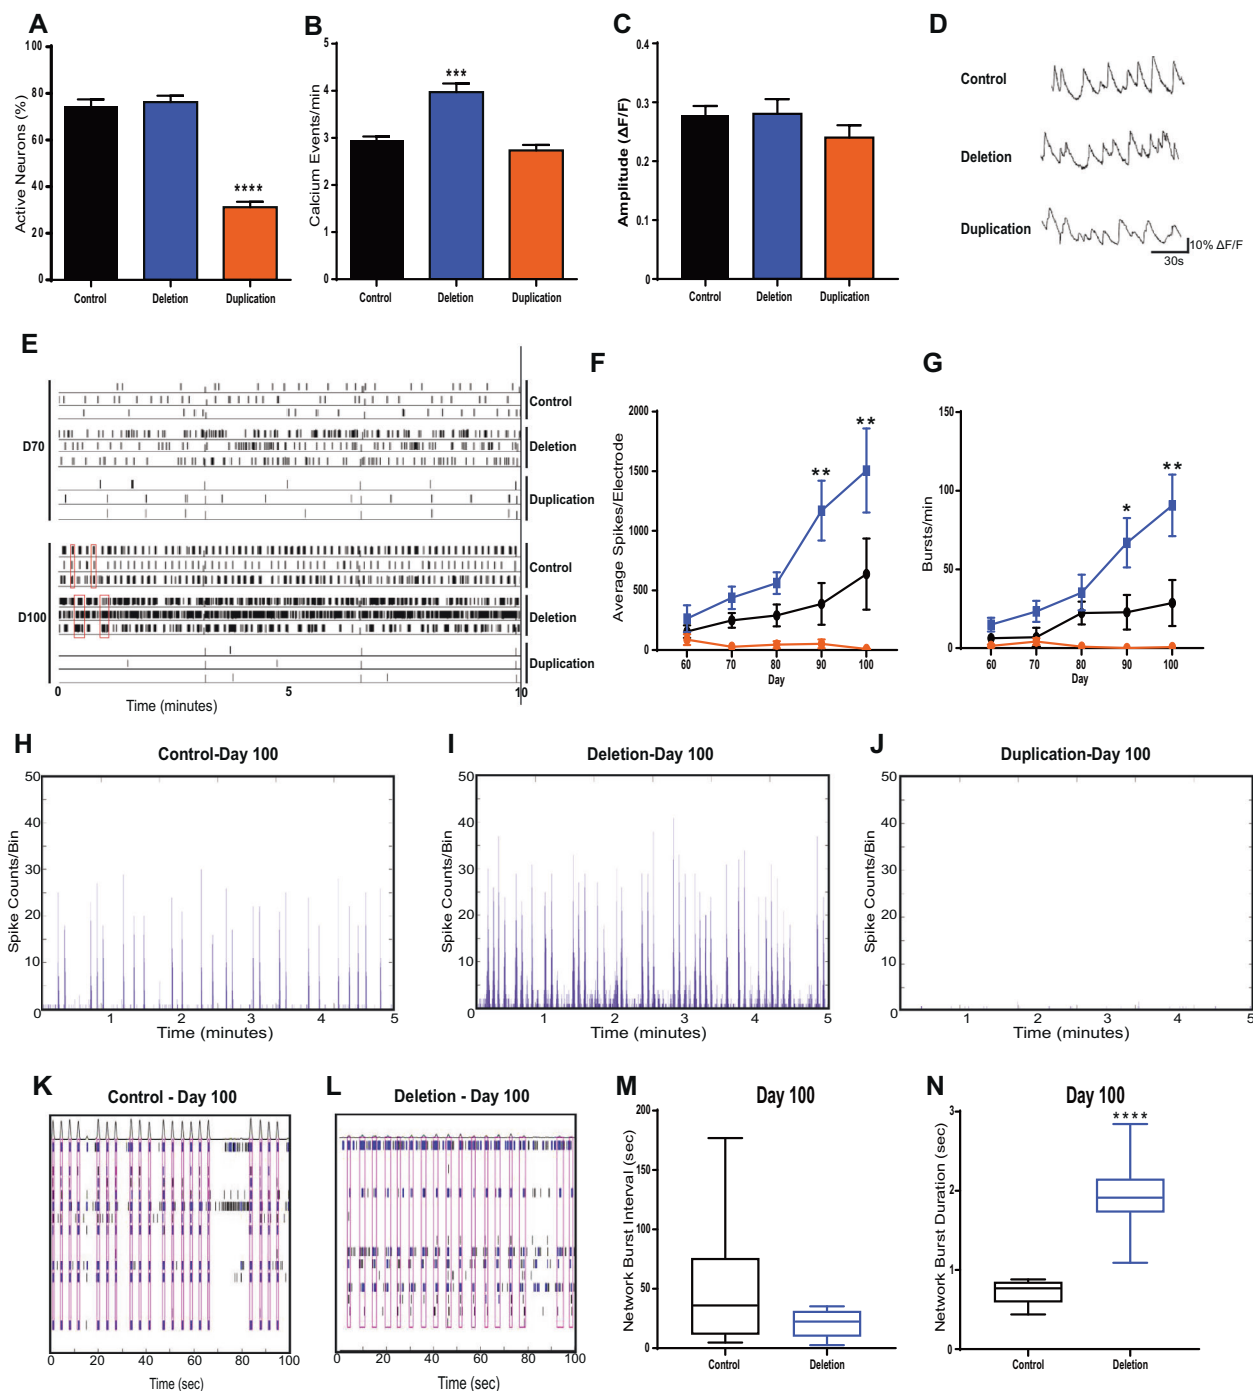 A
Active Neurons (%)
100
80
60
40
20
0
****
Control
Deletion
Duplication
B
Calcium Events/min
5
4
3
2
1
0
***
Control
Deletion
Duplication
C
Amplitude (ΔF/F)
0.4
0.3
0.2
0.1
0
Control
Deletion
Duplication
D
Control
Deletion
Duplication
10% ΔF/F
30s
E
D70
Control
Deletion
Duplication
D100
Control
Deletion
Duplication
0
5
10
Time (minutes)
F
Average Spikes/Electrode
2000
1500
1000
500
0
**
**
60
70
80
90
100
Day
G
Bursts/min
150
100
50
0
*
**
60
70
80
90
100
Day
H
Control-Day 100
Spike Counts/Bin
50
40
30
20
10
0
1
2
3
4
5
Time (minutes)
I
Deletion-Day 100
Spike Counts/Bin
50
40
30
20
10
0
1
2
3
4
5
Time (minutes)
J
Duplication-Day 100
Spike Counts/Bin
50
40
30
20
10
0
1
2
3
4
5
Time (minutes)
K
Control - Day 100
0
20
40
60
80
100
Time (sec)
L
Deletion - Day 100
0
20
40
60
80
100
Time (sec)
M
Day 100
Network Burst Interval (sec)
200
150
100
50
0
Control
Deletion
N
Day 100
Network Burst Duration (sec)
3
2
1
0
****
Control
Deletion